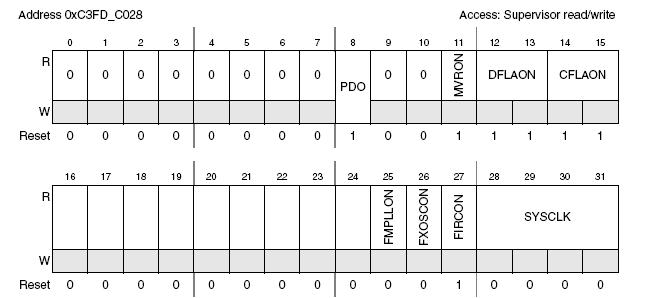 Address 0xC3FD_C028 Access: Supervisor read/write
0 1 2 3 4 5 6 7 8 9 10 11 12 13 14 15
R 0 0 0 0 0 0 0 0 PDO 0 0 MVRON DFLAON CFLAON
W
Reset 0 0 0 0 0 0 0 0 1 0 0 1 1 1 1 1
16 17 18 19 20 21 22 23 24 25 26 27 28 29 30 31
R FMPLLON FXOSCON FIRCON SYSCLK
W
Reset 0 0 0 0 0 0 0 0 0 0 0 1 0 0 0 0